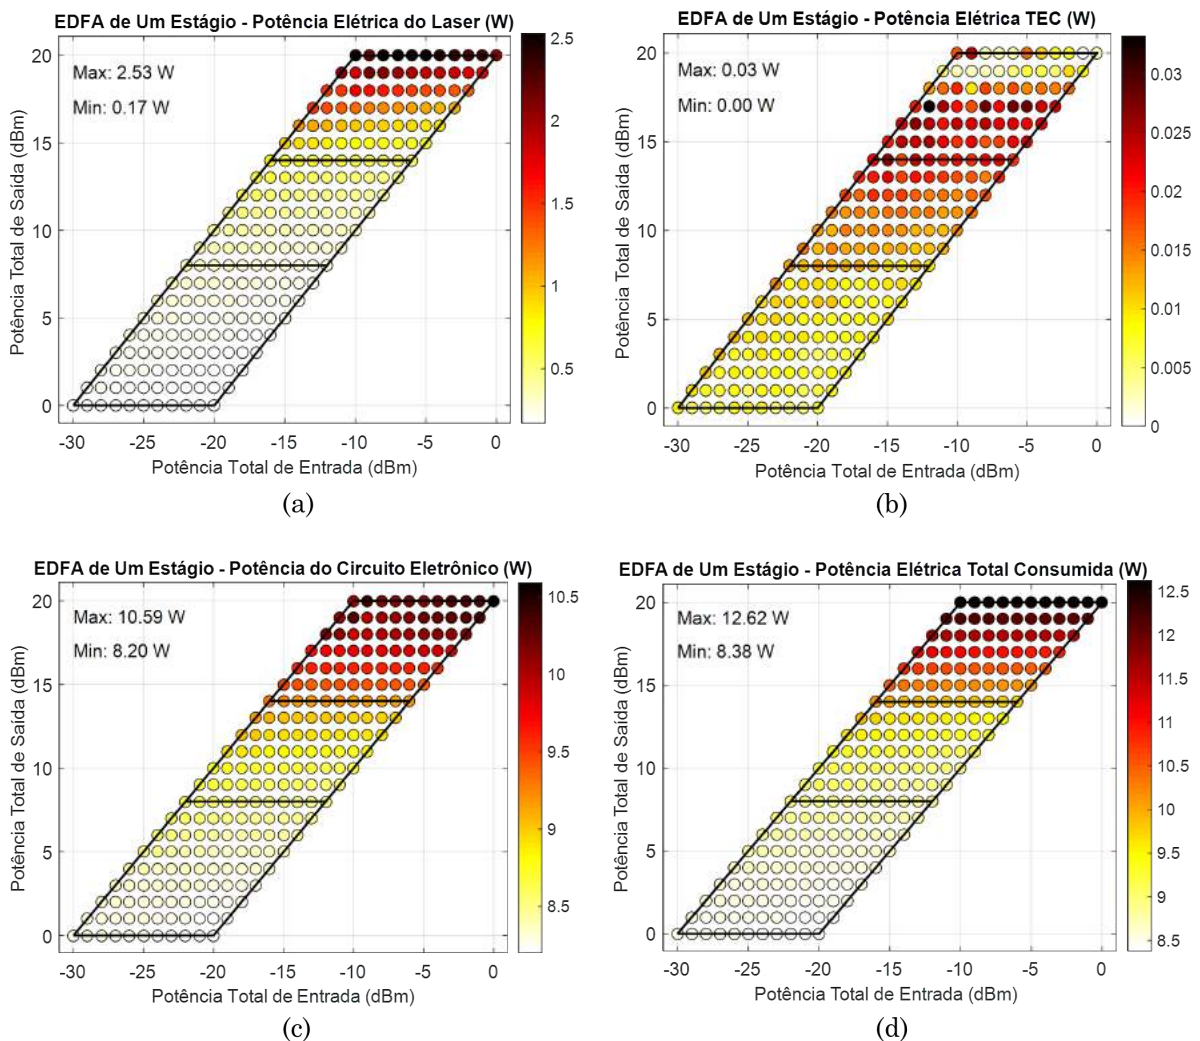 EDFA de Um Estágio - Potência Elétrica do Laser (W)
Max: 2.53 W
Min: 0.17 W
Potência Total de Saída (dBm)
20
15
10
5
0
-30 -25 -20 -15 -10 -5 0
Potência Total de Entrada (dBm)
2.5
2
1.5
1
0.5
(a)
EDFA de Um Estágio - Potência Elétrica TEC (W)
Max: 0.03 W
Min: 0.00 W
Potência Total de Saída (dBm)
20
15
10
5
0
-30 -25 -20 -15 -10 -5 0
Potência Total de Entrada (dBm)
0.03
0.025
0.02
0.015
0.01
0.005
0
(b)
EDFA de Um Estágio - Potência do Circuito Eletrônico (W)
Max: 10.59 W
Min: 8.20 W
Potência Total de Saída (dBm)
20
15
10
5
0
-30 -25 -20 -15 -10 -5 0
Potência Total de Entrada (dBm)
10.5
10
9.5
9
8.5
(c)
EDFA de Um Estágio - Potência Elétrica Total Consumida (W)
Max: 12.62 W
Min: 8.38 W
Potência Total de Saída (dBm)
20
15
10
5
0
-30 -25 -20 -15 -10 -5 0
Potência Total de Entrada (dBm)
12.5
12
11.5
11
10.5
10
9.5
9
8.5
(d)